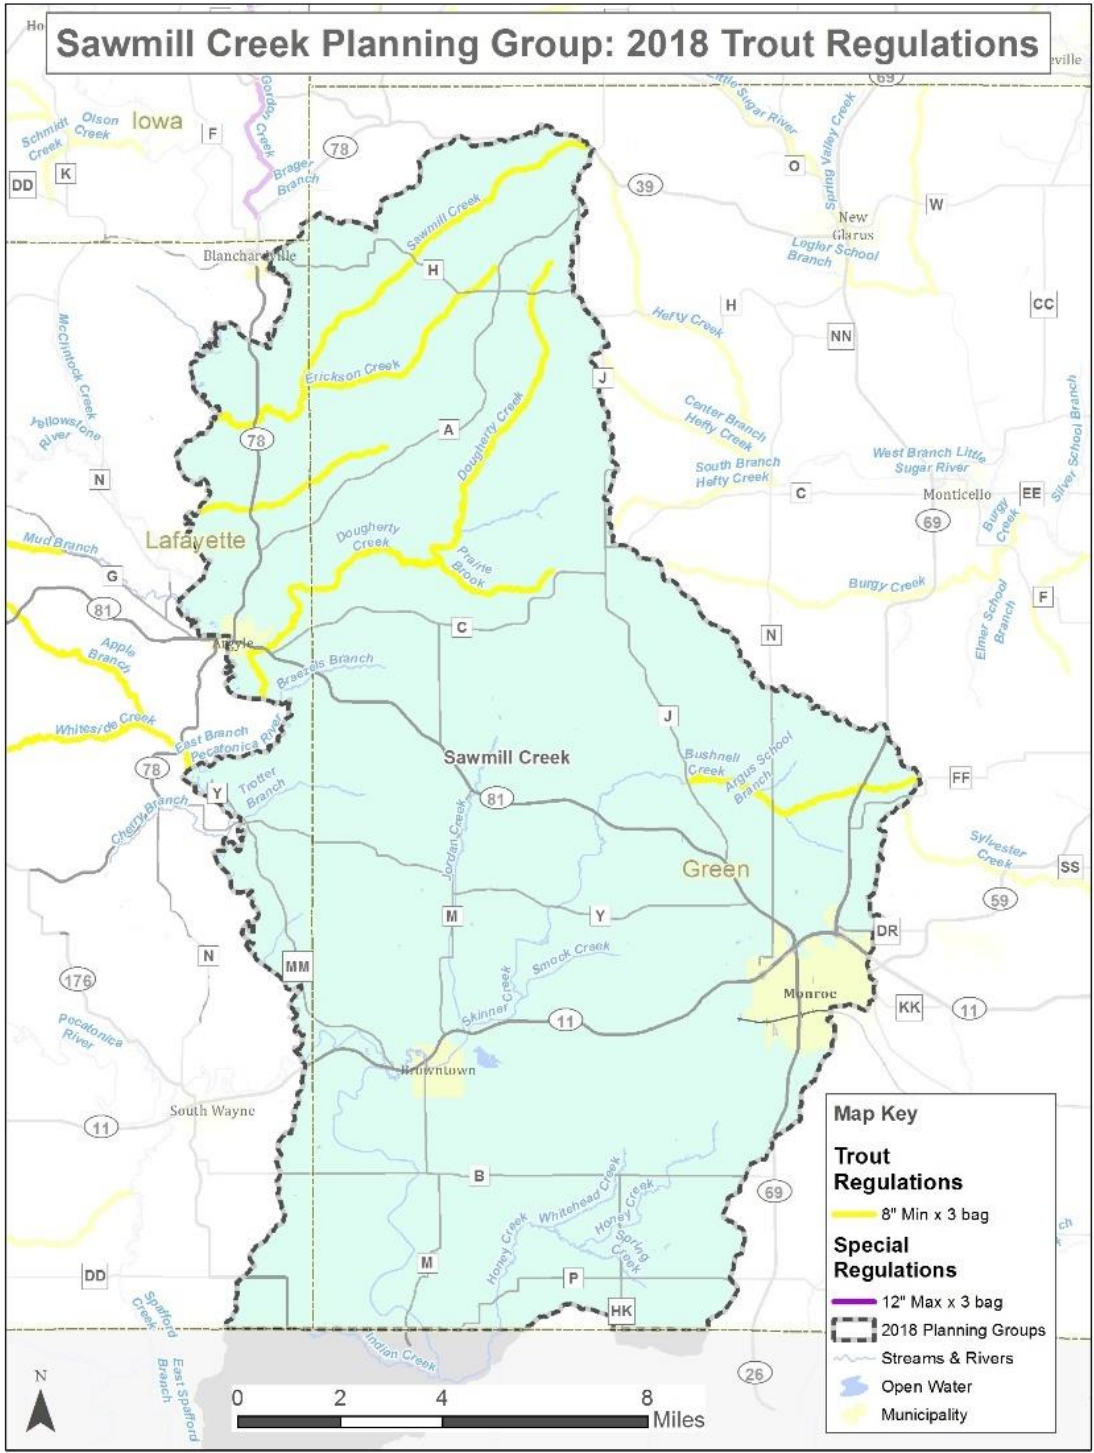 Sawmill Creek Planning Group: 2018 Trout Regulations
Ho
eville
69
Little Sugar River
Gordon
Creek
Olson
Creek
Iowa
Schmidt
Creek
F
78
Spring Valley Creek
Brager
Branch
O
K
DD
39
W
New
Glarus
Sawmill Creek
Legler School
Branch
Blanchardville
H
H
CC
McClintock Creek
Hefty Creek
NN
Erickson Creek
J
Yellowstone
River
Center Branch
Hefty Creek
Silver School Branch
A
78
Dougherty Creek
West Branch Little
Sugar River
South Branch
Hefty Creek
N
C
Monticello
EE
69
Burgy
Creek
Dougherty
Creek
Lafayette
Mud Branch
Prairie
Brook
G
Burgy Creek
F
81
Elmer School
Branch
C
N
Argyle
Apple
Branch
Braezels Branch
J
Whiteside Creek
East Branch
Pecatonica River
Sawmill Creek
Bushnell
Creek
Argus School
Branch
78
Trotter
Branch
Y
81
FF
Cherry Branch
Jordan Creek
Sylvester
Creek
SS
Green
59
M
Y
DR
N
Smock Creek
MM
176
Skinner Creek
Monroe
KK
11
11
Pecatonica
River
Browntown
South Wayne
11
B
Whitehead Creek
Honey Creek
69
Honey Creek
Spring
Creek
M
P
DD
HK
Spafford
Creek
Indian Creek
East Spafford
Branch
26
ch
k
Map Key
Trout
Regulations
8" Min x 3 bag
Special
Regulations
12" Max x 3 bag
2018 Planning Groups
Streams & Rivers
Open Water
Municipality
N
0 2 4 8
Miles